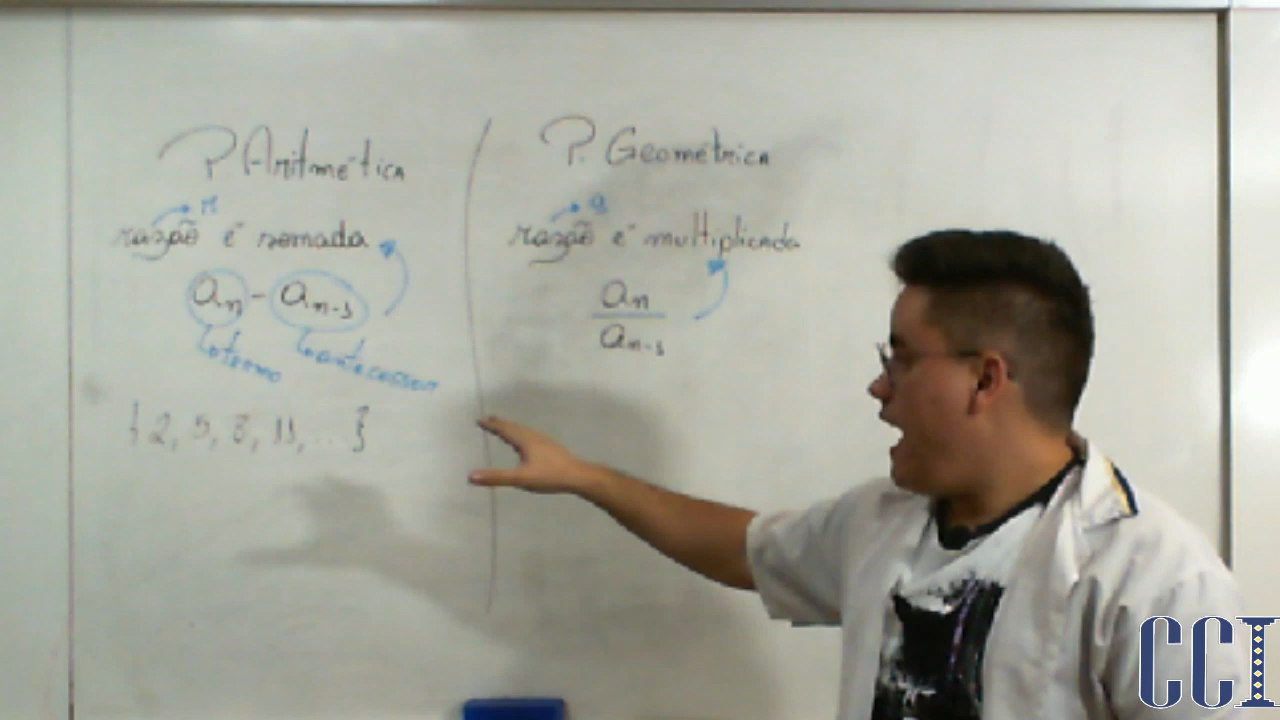 P. Aritmética
r
razão é somada
an - an-1
termo
antecessor
{2, 5, 8, 11, ... }
P. Geométrica
q
razão é multiplicada
an
an-1
CCI